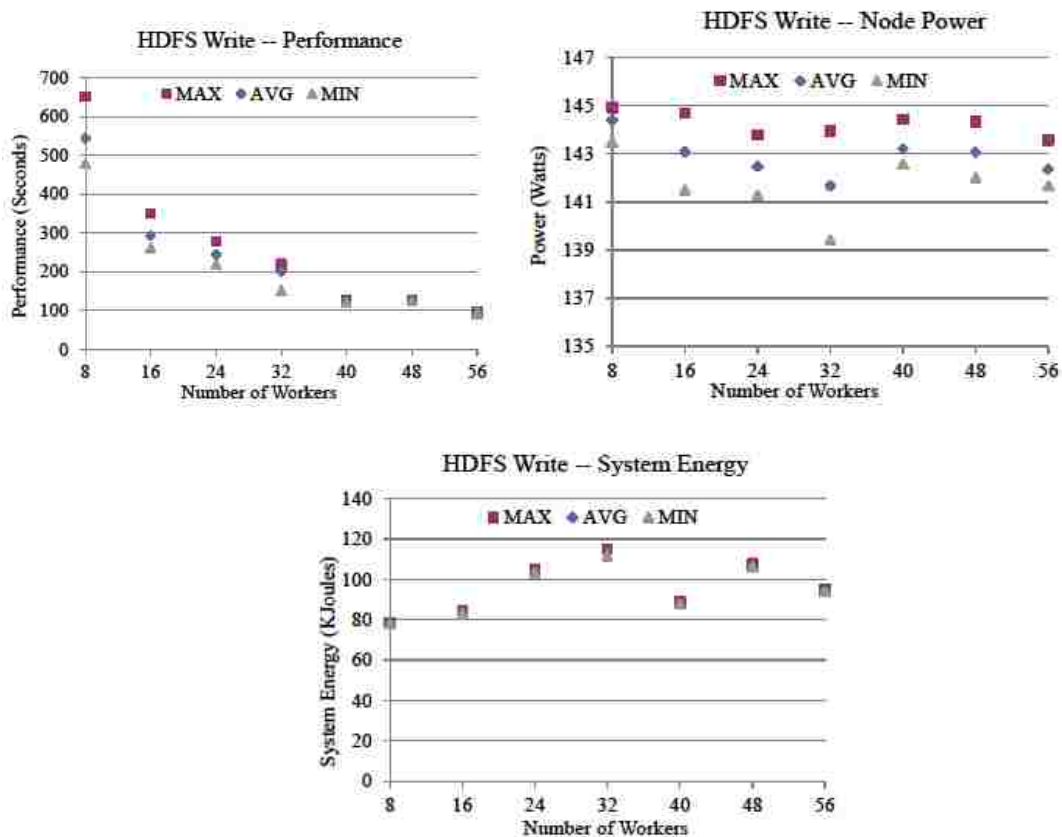 HDFS Write -- Performance
Performance (Seconds)
700
600
500
400
300
200
100
0
MAX AVG MIN
8 16 24 32 40 48 56
Number of Workers
HDFS Write -- Node Power
Power (Watts)
147
145
143
141
139
137
135
MAX AVG MIN
8 16 24 32 40 48 56
Number of Workers
HDFS Write -- System Energy
System Energy (KJoules)
140
120
100
80
60
40
20
0
MAX AVG MIN
8 16 24 32 40 48 56
Number of Workers